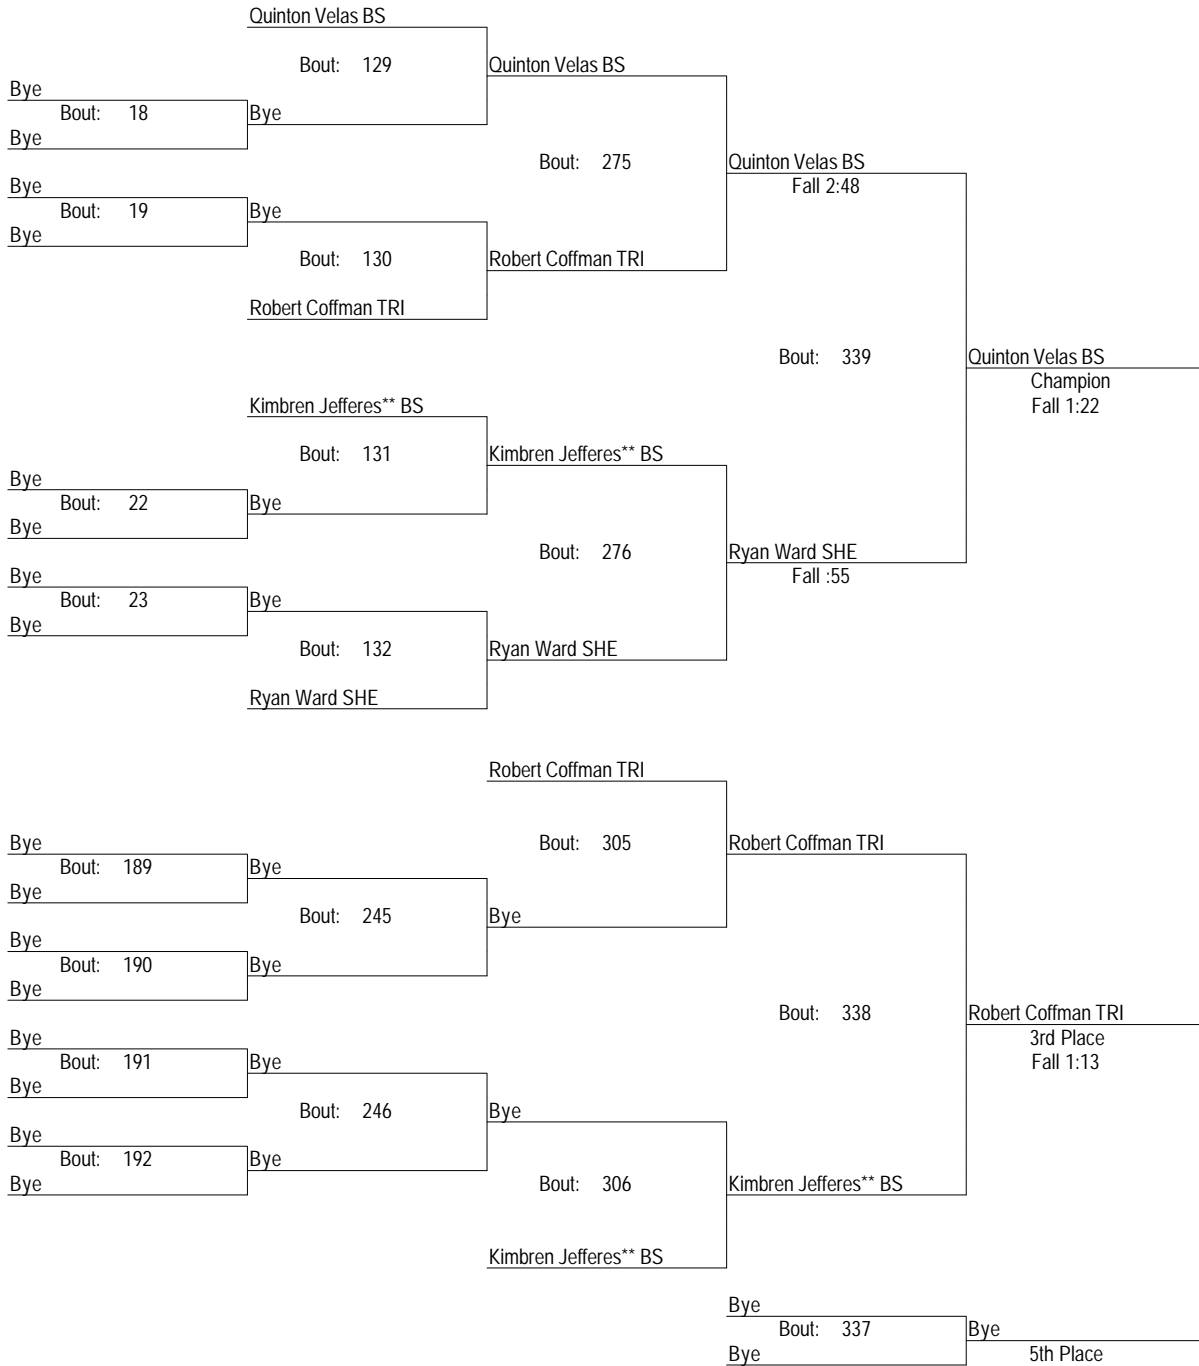 Quinton Velas BS
Bout: 129
Quinton Velas BS
Bye
Bout: 18
Bye
Bye
Bout: 275
Quinton Velas BS
Fall 2:48
Bye
Bout: 19
Bye
Bye
Bout: 130
Robert Coffman TRI
Robert Coffman TRI
Bout: 339
Quinton Velas BS
Champion
Fall 1:22
Kimbren Jefferes** BS
Bout: 131
Kimbren Jefferes** BS
Bye
Bout: 22
Bye
Bye
Bout: 276
Ryan Ward SHE
Fall :55
Bye
Bout: 23
Bye
Bye
Bout: 132
Ryan Ward SHE
Ryan Ward SHE
Robert Coffman TRI
Bout: 305
Robert Coffman TRI
Bye
Bout: 189
Bye
Bye
Bout: 245
Bye
Bye
Bout: 190
Bye
Bye
Bout: 338
Robert Coffman TRI
3rd Place
Fall 1:13
Bye
Bout: 191
Bye
Bye
Bout: 246
Bye
Bye
Bout: 192
Bye
Bye
Bout: 306
Kimbren Jefferes** BS
Kimbren Jefferes** BS
Bye
Bout: 337
Bye
Bye
5th Place